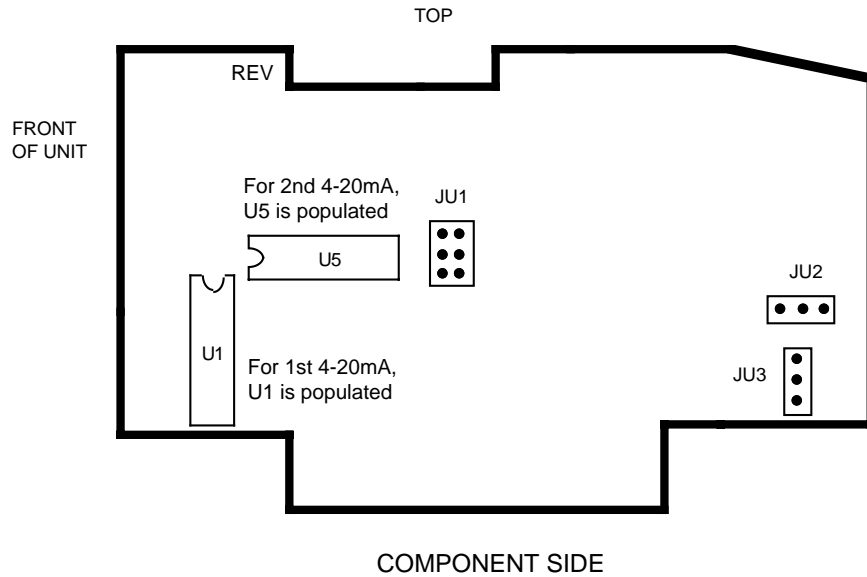 TOP
REV
FRONT
OF UNIT
For 2nd 4-20mA,
U5 is populated
JU1
U5
JU2
U1
For 1st 4-20mA,
U1 is populated
JU3
COMPONENT SIDE